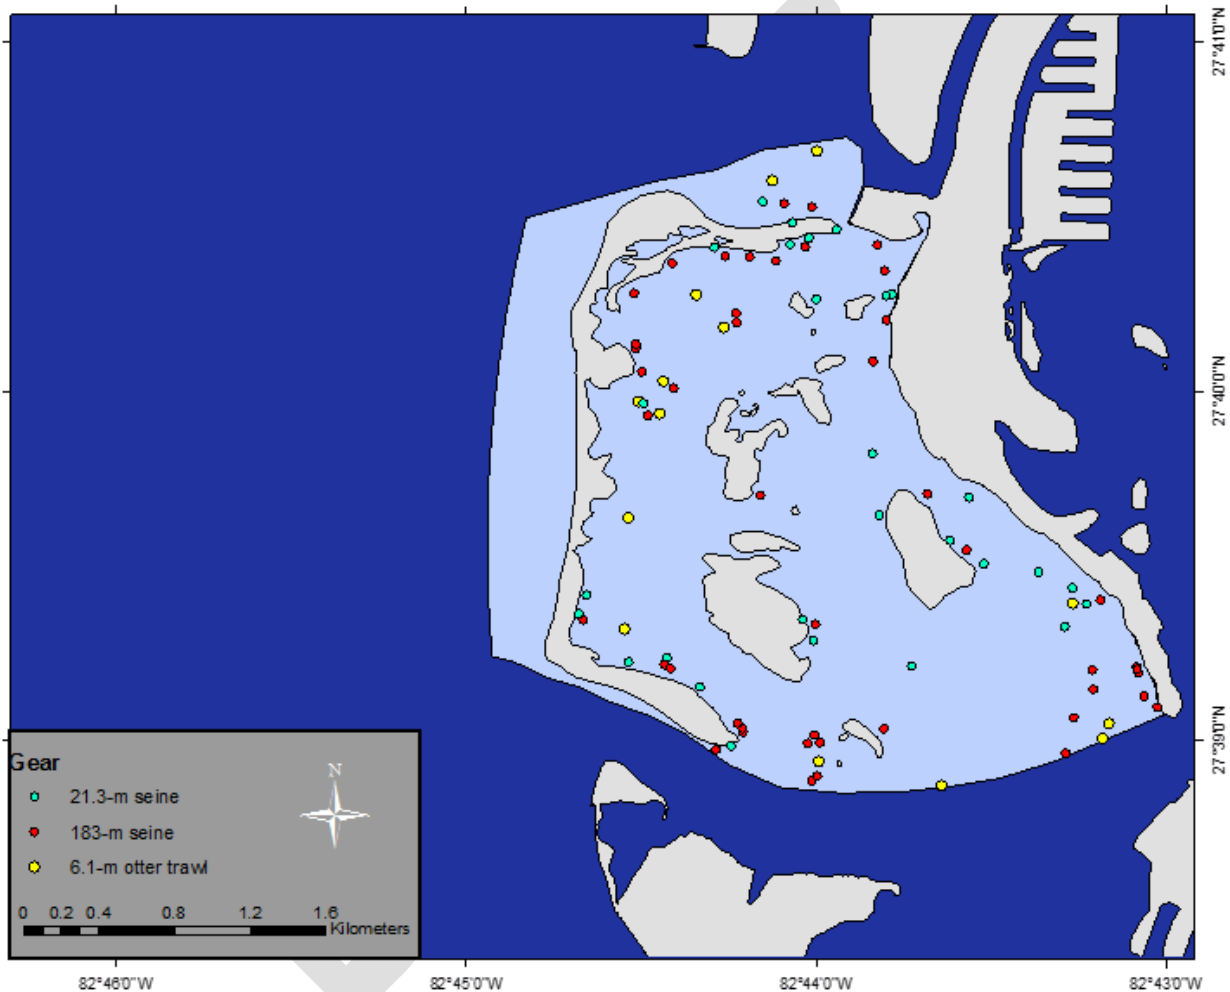 27°41'0"N
27°40'0"N
27°39'0"N
Gear
N
21.3-m seine
183-m seine
6.1-m otter trawl
0 0.2 0.4 0.8 1.2 1.6
Kilometers
82°46'0"W 82°45'0"W 82°44'0"W 82°43'0"W